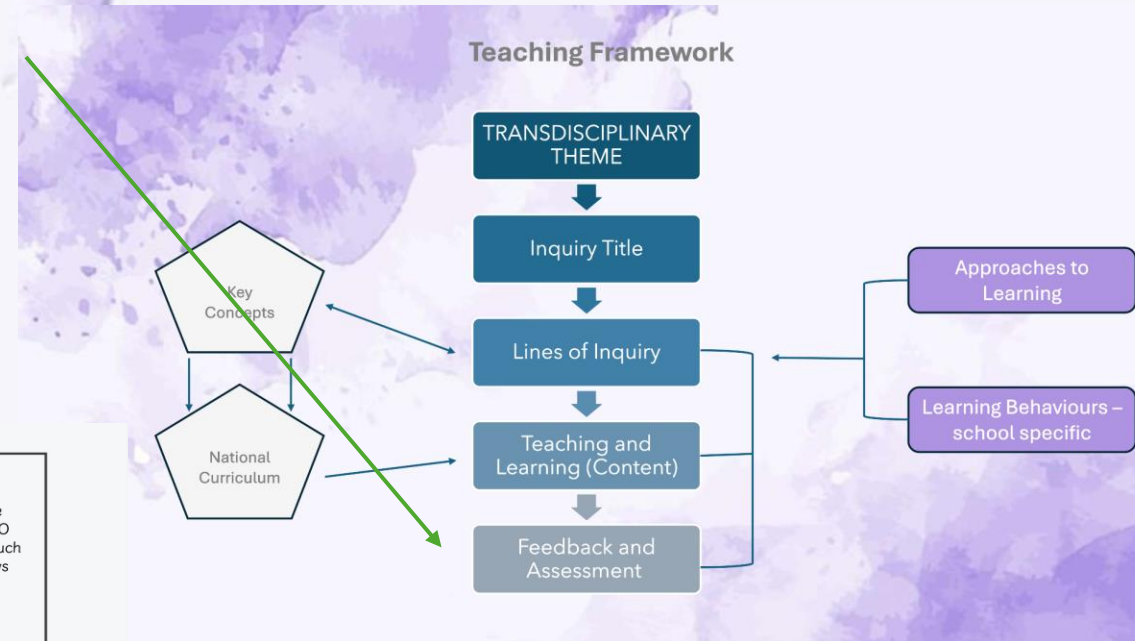 Teaching Framework
TRANSDISCIPLINARY
THEME
Inquiry Title
Key
Concepts
Lines of Inquiry
Approaches to
Learning
National
Curriculum
Teaching and
Learning (Content)
Learning Behaviours –
school specific
Feedback and
Assessment